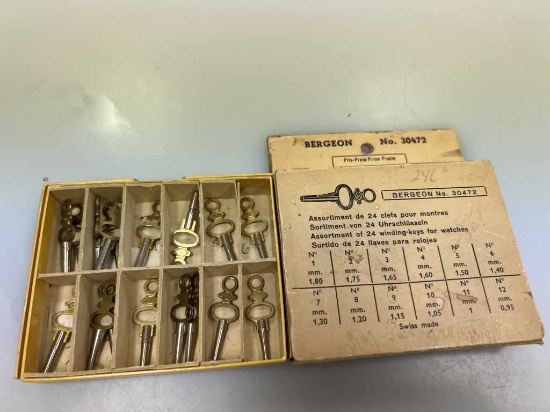 BERGEON No. 30472
Prix-Preis-Price Precio
246
BERGEON No. 30472
Assortiment de 24 clefs pour montres
Sortiment von 24 Uhrschlüsseln
Assortment of 24 winding-keys for watches
Surtido de 24 llaves para relojes
No 1 No 2 No 3 No 4 No 5 No 6
mm. mm. mm. mm. mm. mm.
1,80 1,75 1,65 1,60 1,50 1,40
No 7 No 8 No 9 No 10 No 11 No 12
mm. mm. mm. mm. mm. mm.
1,30 1,20 1,15 1,05 1 0,95
Swiss made